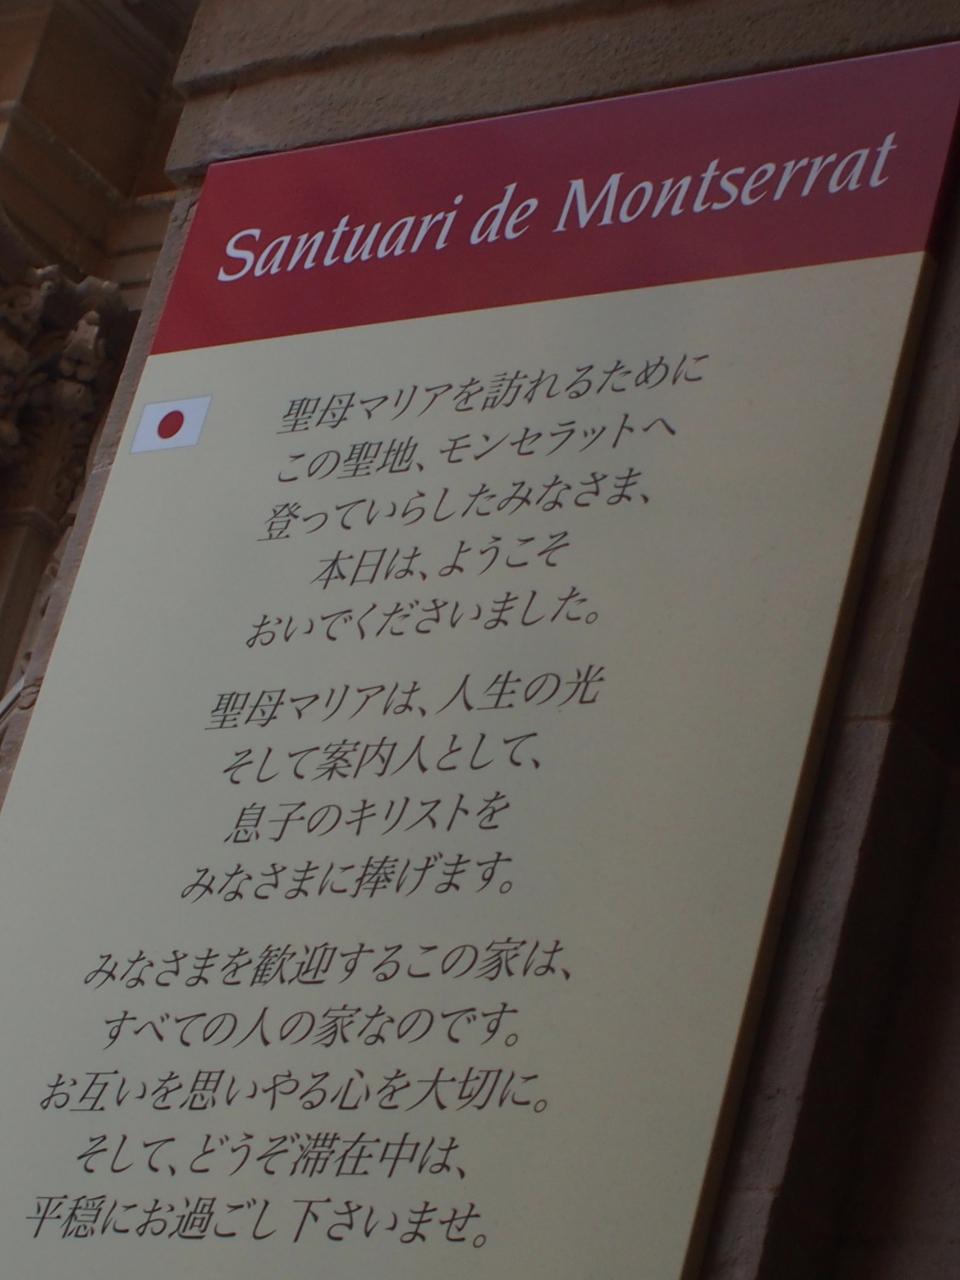 Santuari de Montserrat
聖母マリアを訪れるために
この聖地、モンセラットへ
登っていらしたみなさま、
本日は、ようこそ
おいでくださいました。
聖母マリアは、人生の光
そして案内人として、
息子のキリストを
みなさまに捧げます。
みなさまを歓迎するこの家は、
すべての人の家なのです。
お互いを思いやる心を大切に。
そして、どうぞ滞在中は、
平穏にお過ごし下さいませ。